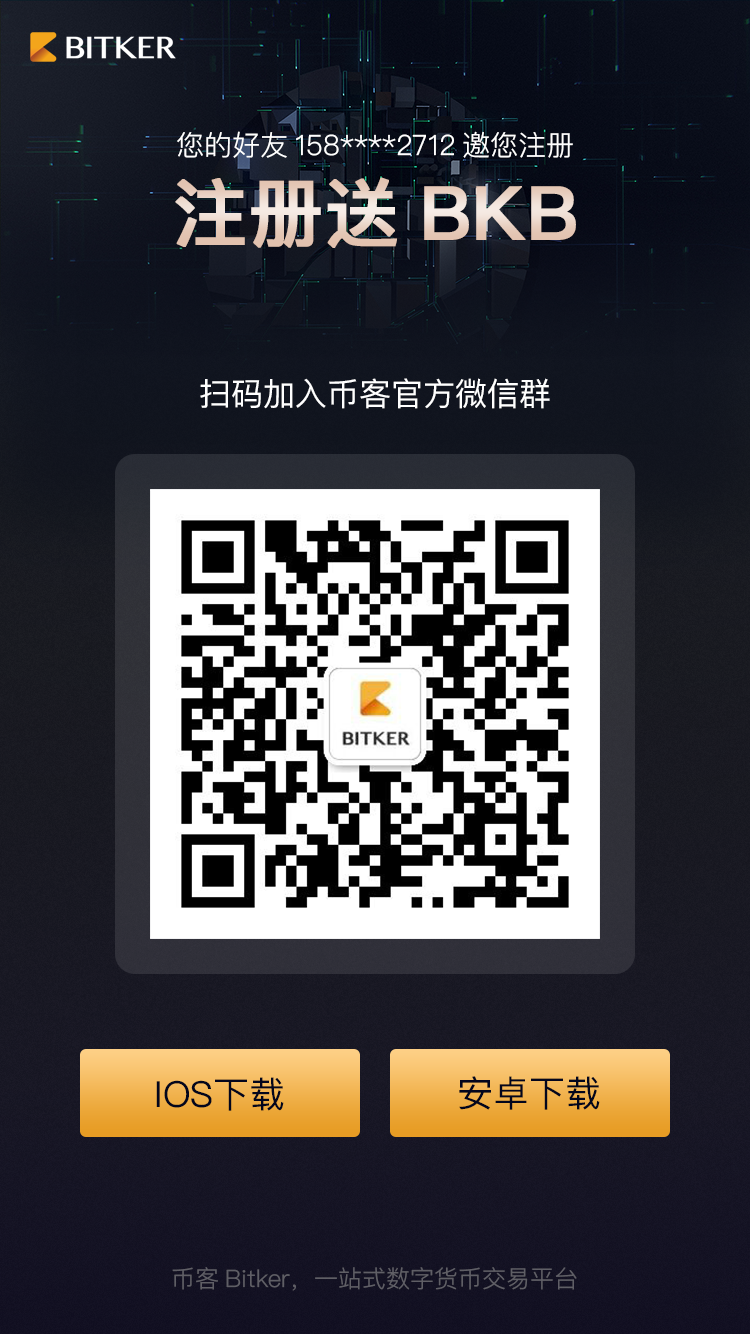 BITKER
您的好友 158****2712 邀您注册
注册送 BKB
扫码加入币客官方微信群
BITKER
IOS下载
安卓下载
币客 Bitker，一站式数字货币交易平台